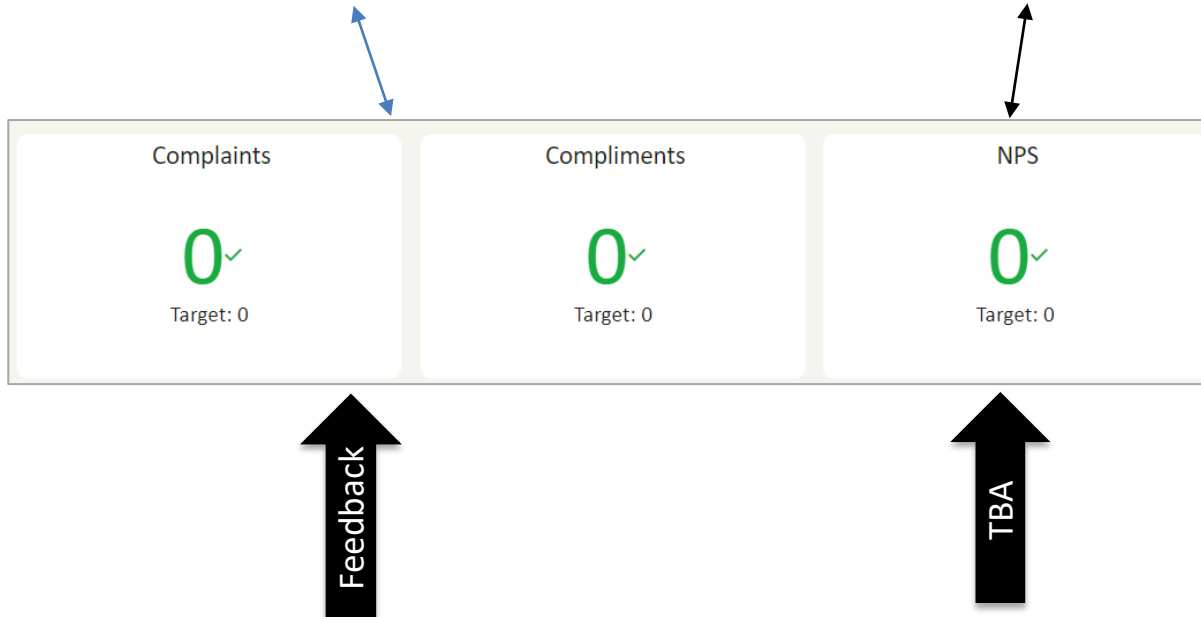 Complaints
Compliments
NPS
0
0
0
Target: 0
Target: 0
Target: 0
Feedback
TBA